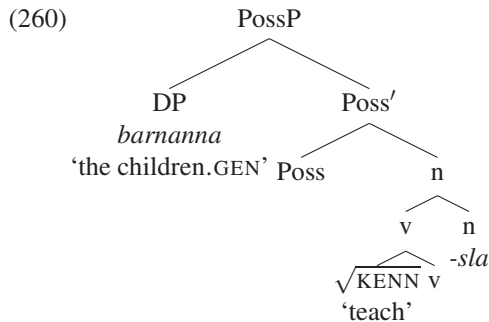 (260) PossP
DP Poss′
barnanna
‘the children.GEN’ Poss n
v n
√KENN v -sla
‘teach’